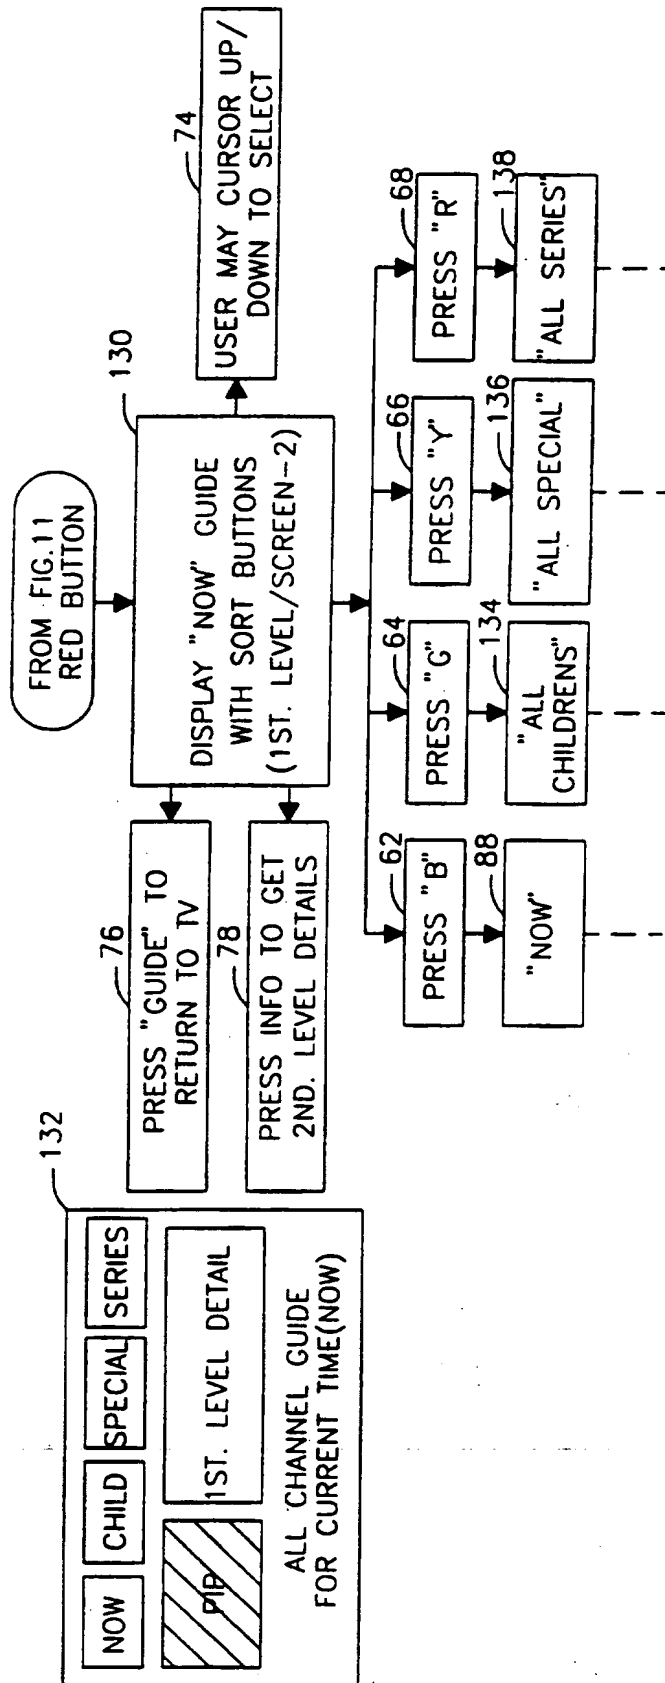 FROM FIG.11
RED BUTTON
130
DISPLAY "NOW" GUIDE
WITH SORT BUTTONS
(1ST. LEVEL/SCREEN-2)
74
USER MAY CURSOR UP/
DOWN TO SELECT
76
PRESS "GUIDE" TO
RETURN TO TV
78
PRESS INFO TO GET
2ND. LEVEL DETAILS
132
NOW
CHILD
SPECIAL
SERIES
PIP
1ST. LEVEL DETAIL
ALL CHANNEL GUIDE
FOR CURRENT TIME(NOW)
62
PRESS "B"
64
PRESS "G"
66
PRESS "Y"
68
PRESS "R"
88
"NOW"
134
"ALL
CHILDRENS"
136
"ALL SPECIAL"
138
"ALL SERIES"